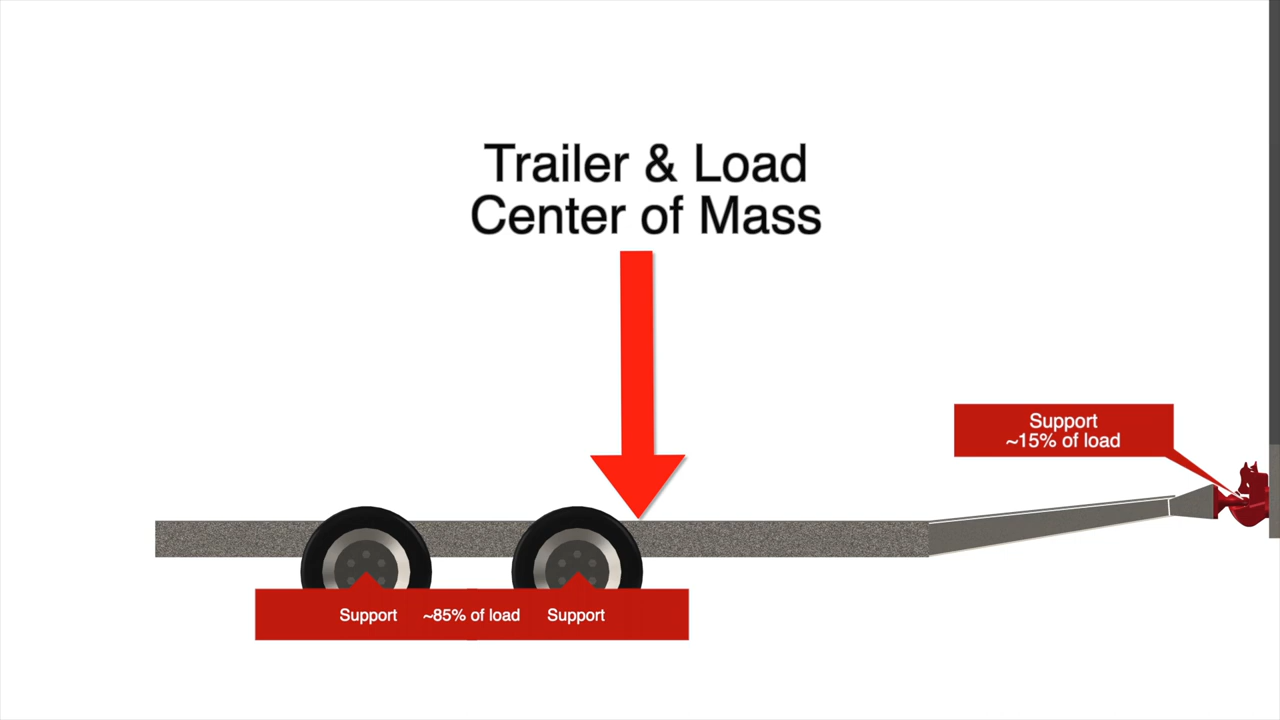 Trailer & Load
Center of Mass
Support
~15% of load
Support ~85% of load Support